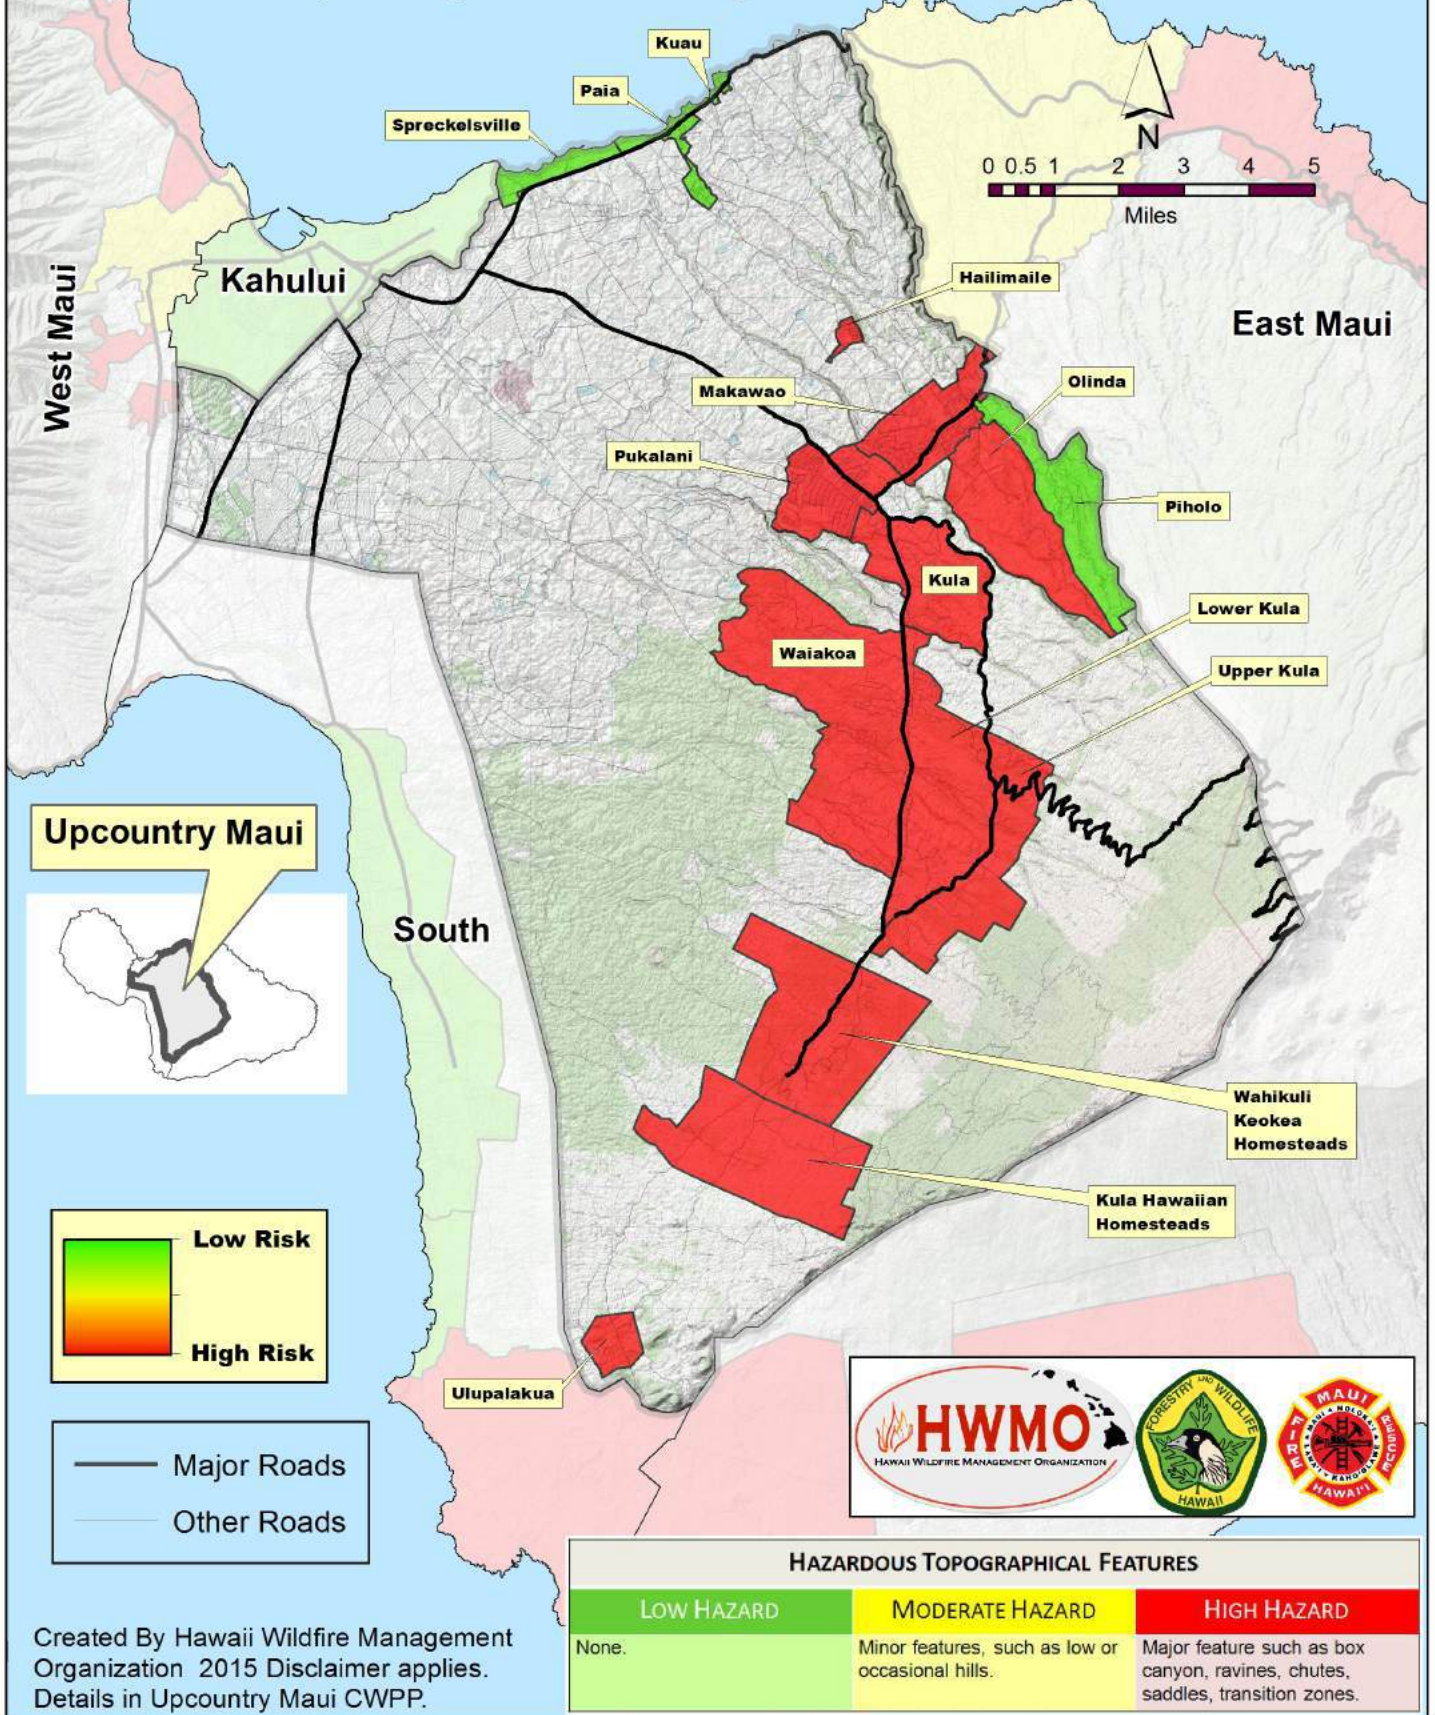 Kuau
Paia
Spreckelsville
N
0 0.5 1 2 3 4 5
Miles
Kahului
West Maui
Hailimaile
East Maui
Makawao
Olinda
Pukalani
Piholo
Kula
Lower Kula
Waiakoa
Upper Kula
Upcountry Maui
South
Wahikuli
Keokea
Homesteads
Kula Hawaiian
Homesteads
Low Risk
High Risk
Ulupalakua
Major Roads
Other Roads
HWMO
HAWAII WILDFIRE MANAGEMENT ORGANIZATION
FORESTRY AND WILDLIFE
HAWAII
MAUI
FIRE
RESCUE
MAUI • MOLOKA'I
LANA'I • KAHO'OLAWE
HAWAI'I
HAZARDOUS TOPOGRAPHICAL FEATURES
LOW HAZARD
MODERATE HAZARD
HIGH HAZARD
None.
Minor features, such as low or
occasional hills.
Major feature such as box
canyon, ravines, chutes,
saddles, transition zones.
Created By Hawaii Wildfire Management
Organization 2015 Disclaimer applies.
Details in Upcountry Maui CWPP.